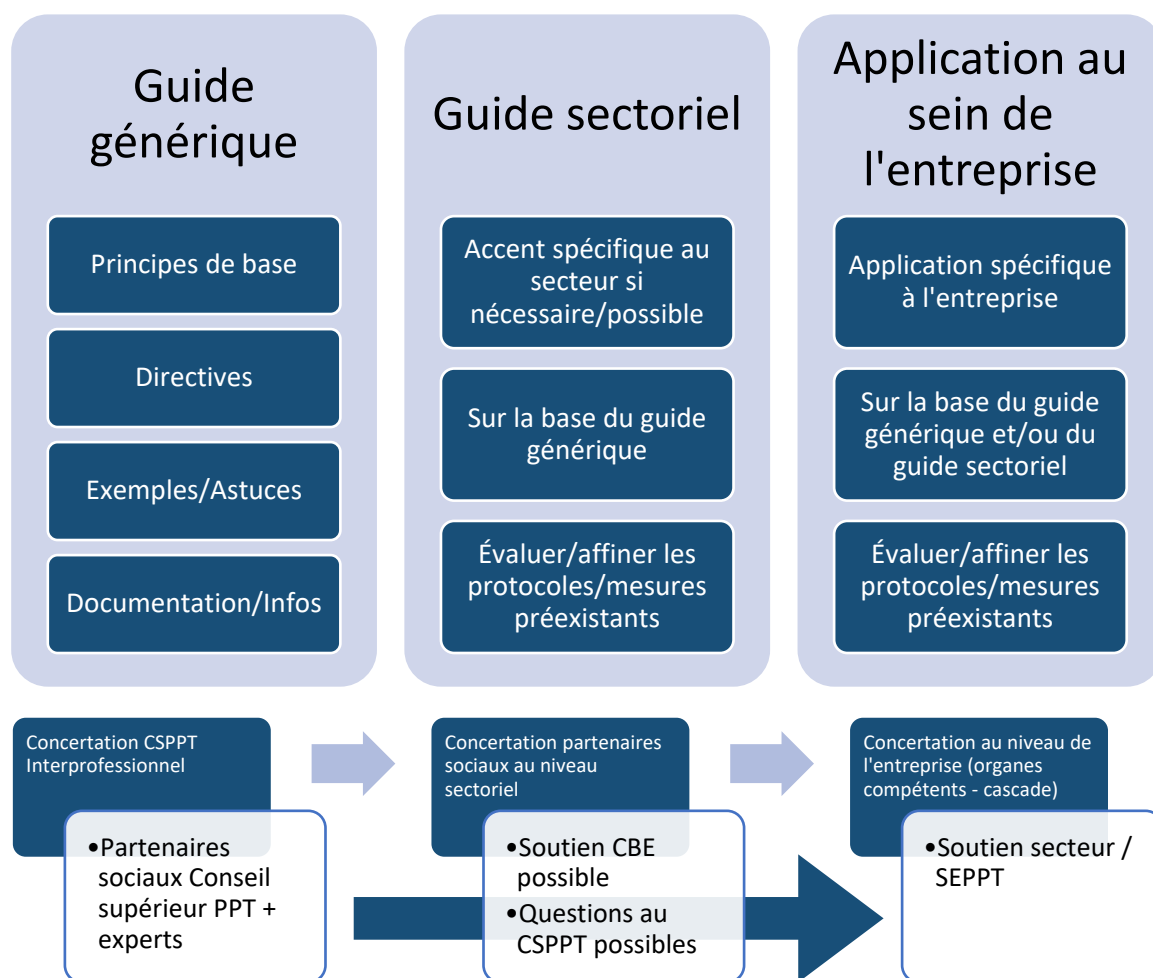 Guide
générique
Principes de base
Directives
Exemples/Astuces
Documentation/Infos
Guide sectoriel
Accent spécifique au
secteur si
nécessaire/possible
Sur la base du guide
générique
Évaluer/affiner les
protocoles/mesures
préexistants
Application au
sein de
l'entreprise
Application spécifique
à l'entreprise
Sur la base du guide
générique et/ou du
guide sectoriel
Évaluer/affiner les
protocoles/mesures
préexistants
Concertation CSPPT
Interprofessionnel
•Partenaires
sociaux Conseil
supérieur PPT +
experts
Concertation partenaires
sociaux au niveau
sectoriel
•Soutien CBE
possible
•Questions au
CSPPT possibles
Concertation au niveau de
l'entreprise (organes
compétents - cascade)
•Soutien secteur /
SEPPT